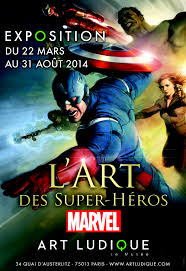 EXPOSITION
DU 22 MARS
AU 31 AOÛT 2014
L'ART
DES SUPER-HÉROS
MARVEL
ART LUDIQUE
le Musée
34 QUAI D'AUSTERLITZ - 75013 PARIS - WWW.ARTLUDIQUE.COM